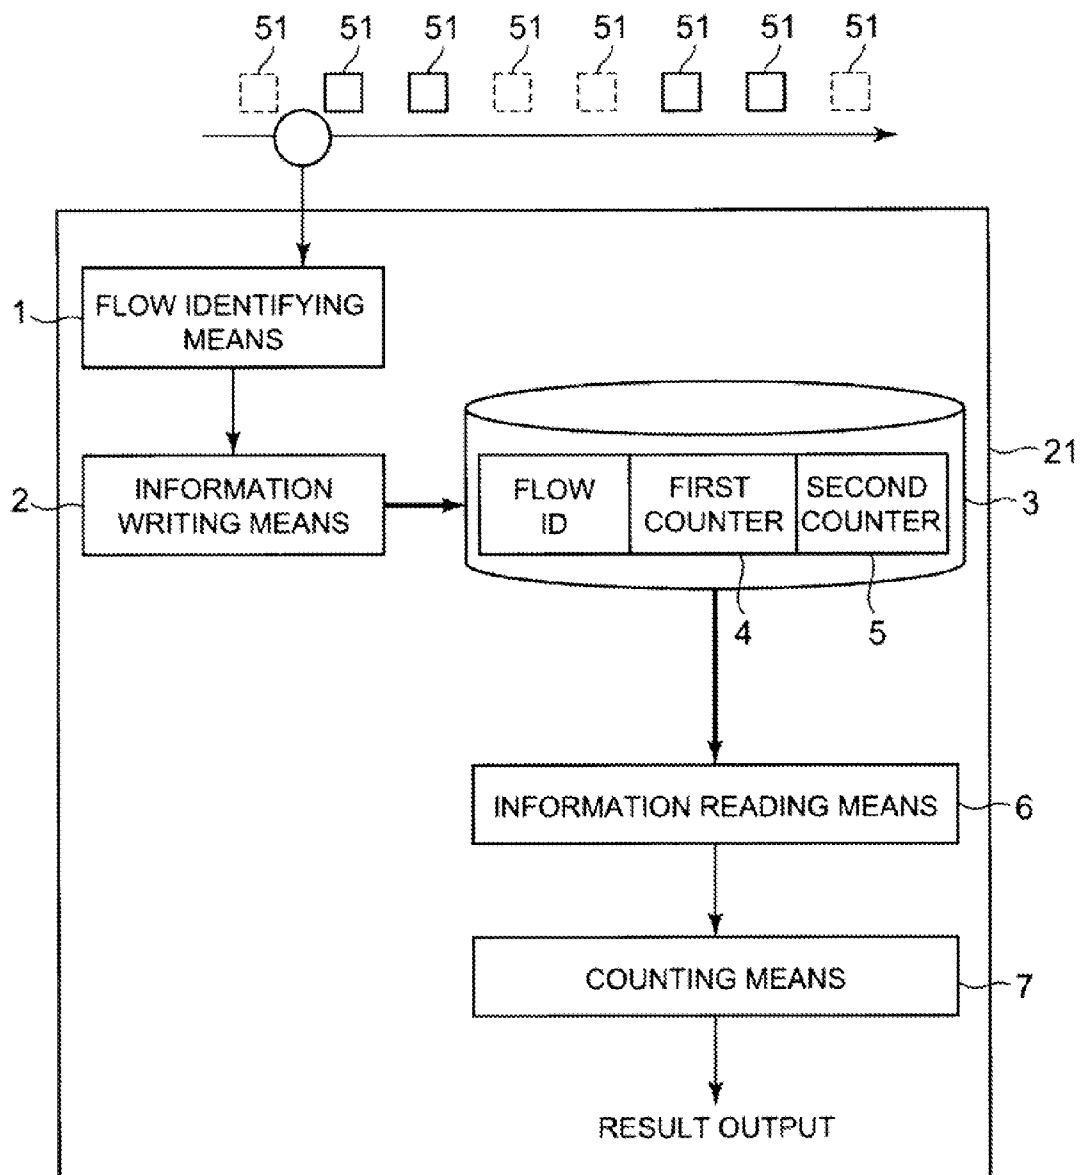 51 51 51 51 51 51 51 51
1
FLOW IDENTIFYING
MEANS
2
INFORMATION
WRITING MEANS
FLOW
ID
FIRST
COUNTER
SECOND
COUNTER
21
3
4
5
INFORMATION READING MEANS
6
COUNTING MEANS
7
RESULT OUTPUT